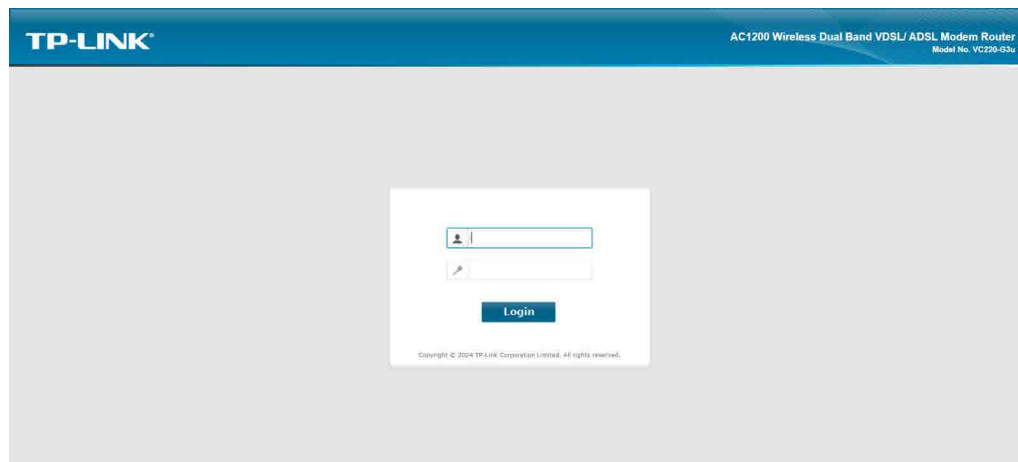 TP-LINK®
AC1200 Wireless Dual Band VDSL/ ADSL Modem Router
Model No. VC220-G3u
Login
Copyright © 2024 TP-Link Corporation Limited. All rights reserved.